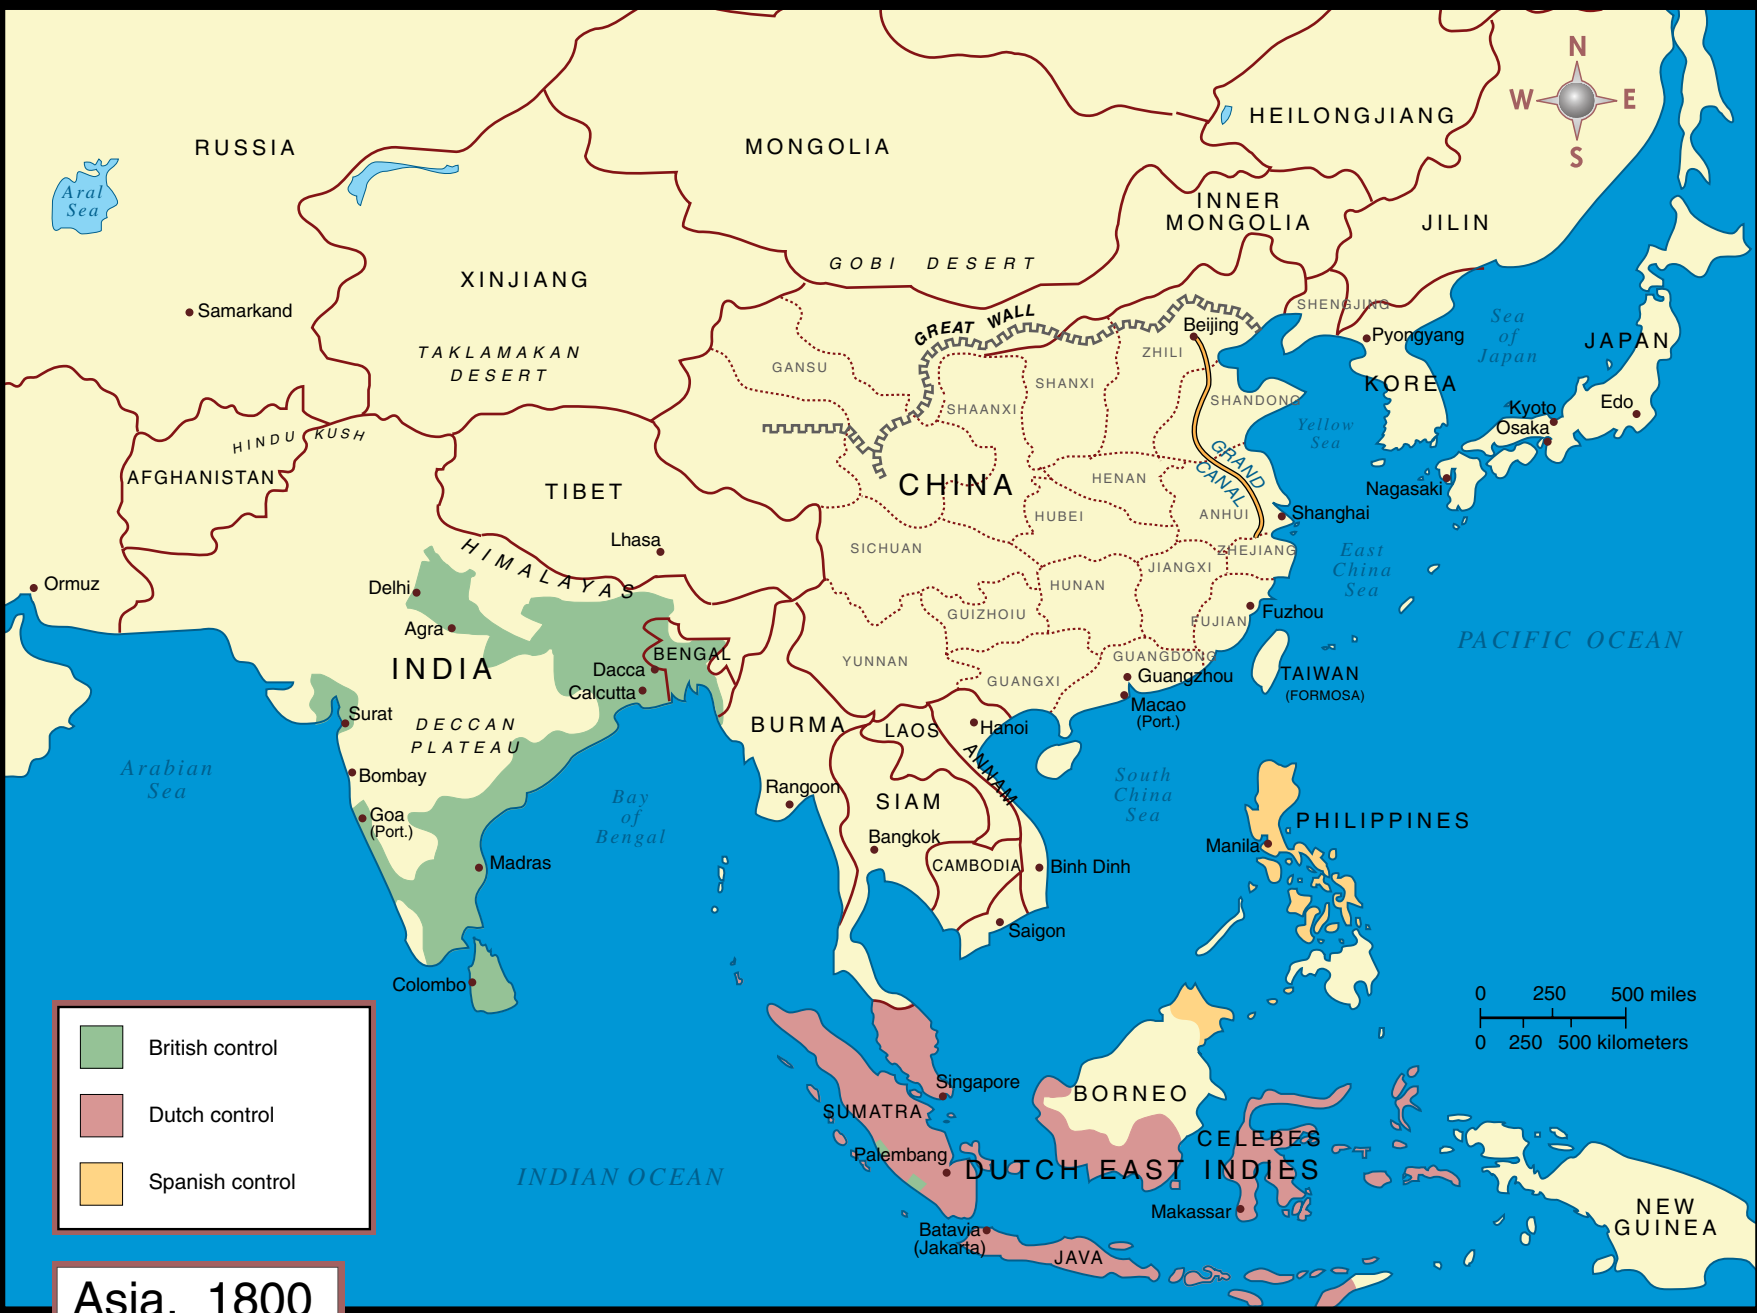 N
W
E
S
RUSSIA
MONGOLIA
HEILONGJIANG
Aral
Sea
INNER
MONGOLIA
JILIN
XINJIANG
GOBI DESERT
Samarkand
SHENGJING
GREAT WALL
Beijing
Pyongyang
Sea
of
Japan
JAPAN
TAKLAMAKAN
DESERT
GANSU
ZHILI
SHANXI
KOREA
SHAANXI
SHANDONG
Kyoto
Osaka
Edo
HINDU KUSH
Yellow
Sea
AFGHANISTAN
TIBET
CHINA
HENAN
GRAND
CANAL
Nagasaki
HUBEI
ANHUI
Shanghai
Lhasa
SICHUAN
ZHEJIANG
East
China
Sea
HIMALAYAS
JIANGXI
Ormuz
Delhi
HUNAN
GUIZHOIU
Fuzhou
FUJIAN
Agra
PACIFIC OCEAN
INDIA
BENGAL
YUNNAN
GUANGDONG
Dacca
Calcutta
GUANGXI
Guangzhou
TAIWAN
(FORMOSA)
Macao
(Port.)
Surat
DECCAN
PLATEAU
BURMA
LAOS
Hanoi
ANNAM
Arabian
Sea
Bombay
Rangoon
South
China
Sea
Bay
of
Bengal
SIAM
Goa
(Port.)
PHILIPPINES
Bangkok
Manila
Madras
CAMBODIA
Binh Dinh
Saigon
Colombo
0 250 500 miles
0 250 500 kilometers
British control
Dutch control
Spanish control
Singapore
BORNEO
SUMATRA
CELEBES
Palembang
DUTCH EAST INDIES
INDIAN OCEAN
Makassar
NEW
GUINEA
Batavia
(Jakarta)
JAVA
Asia, 1800